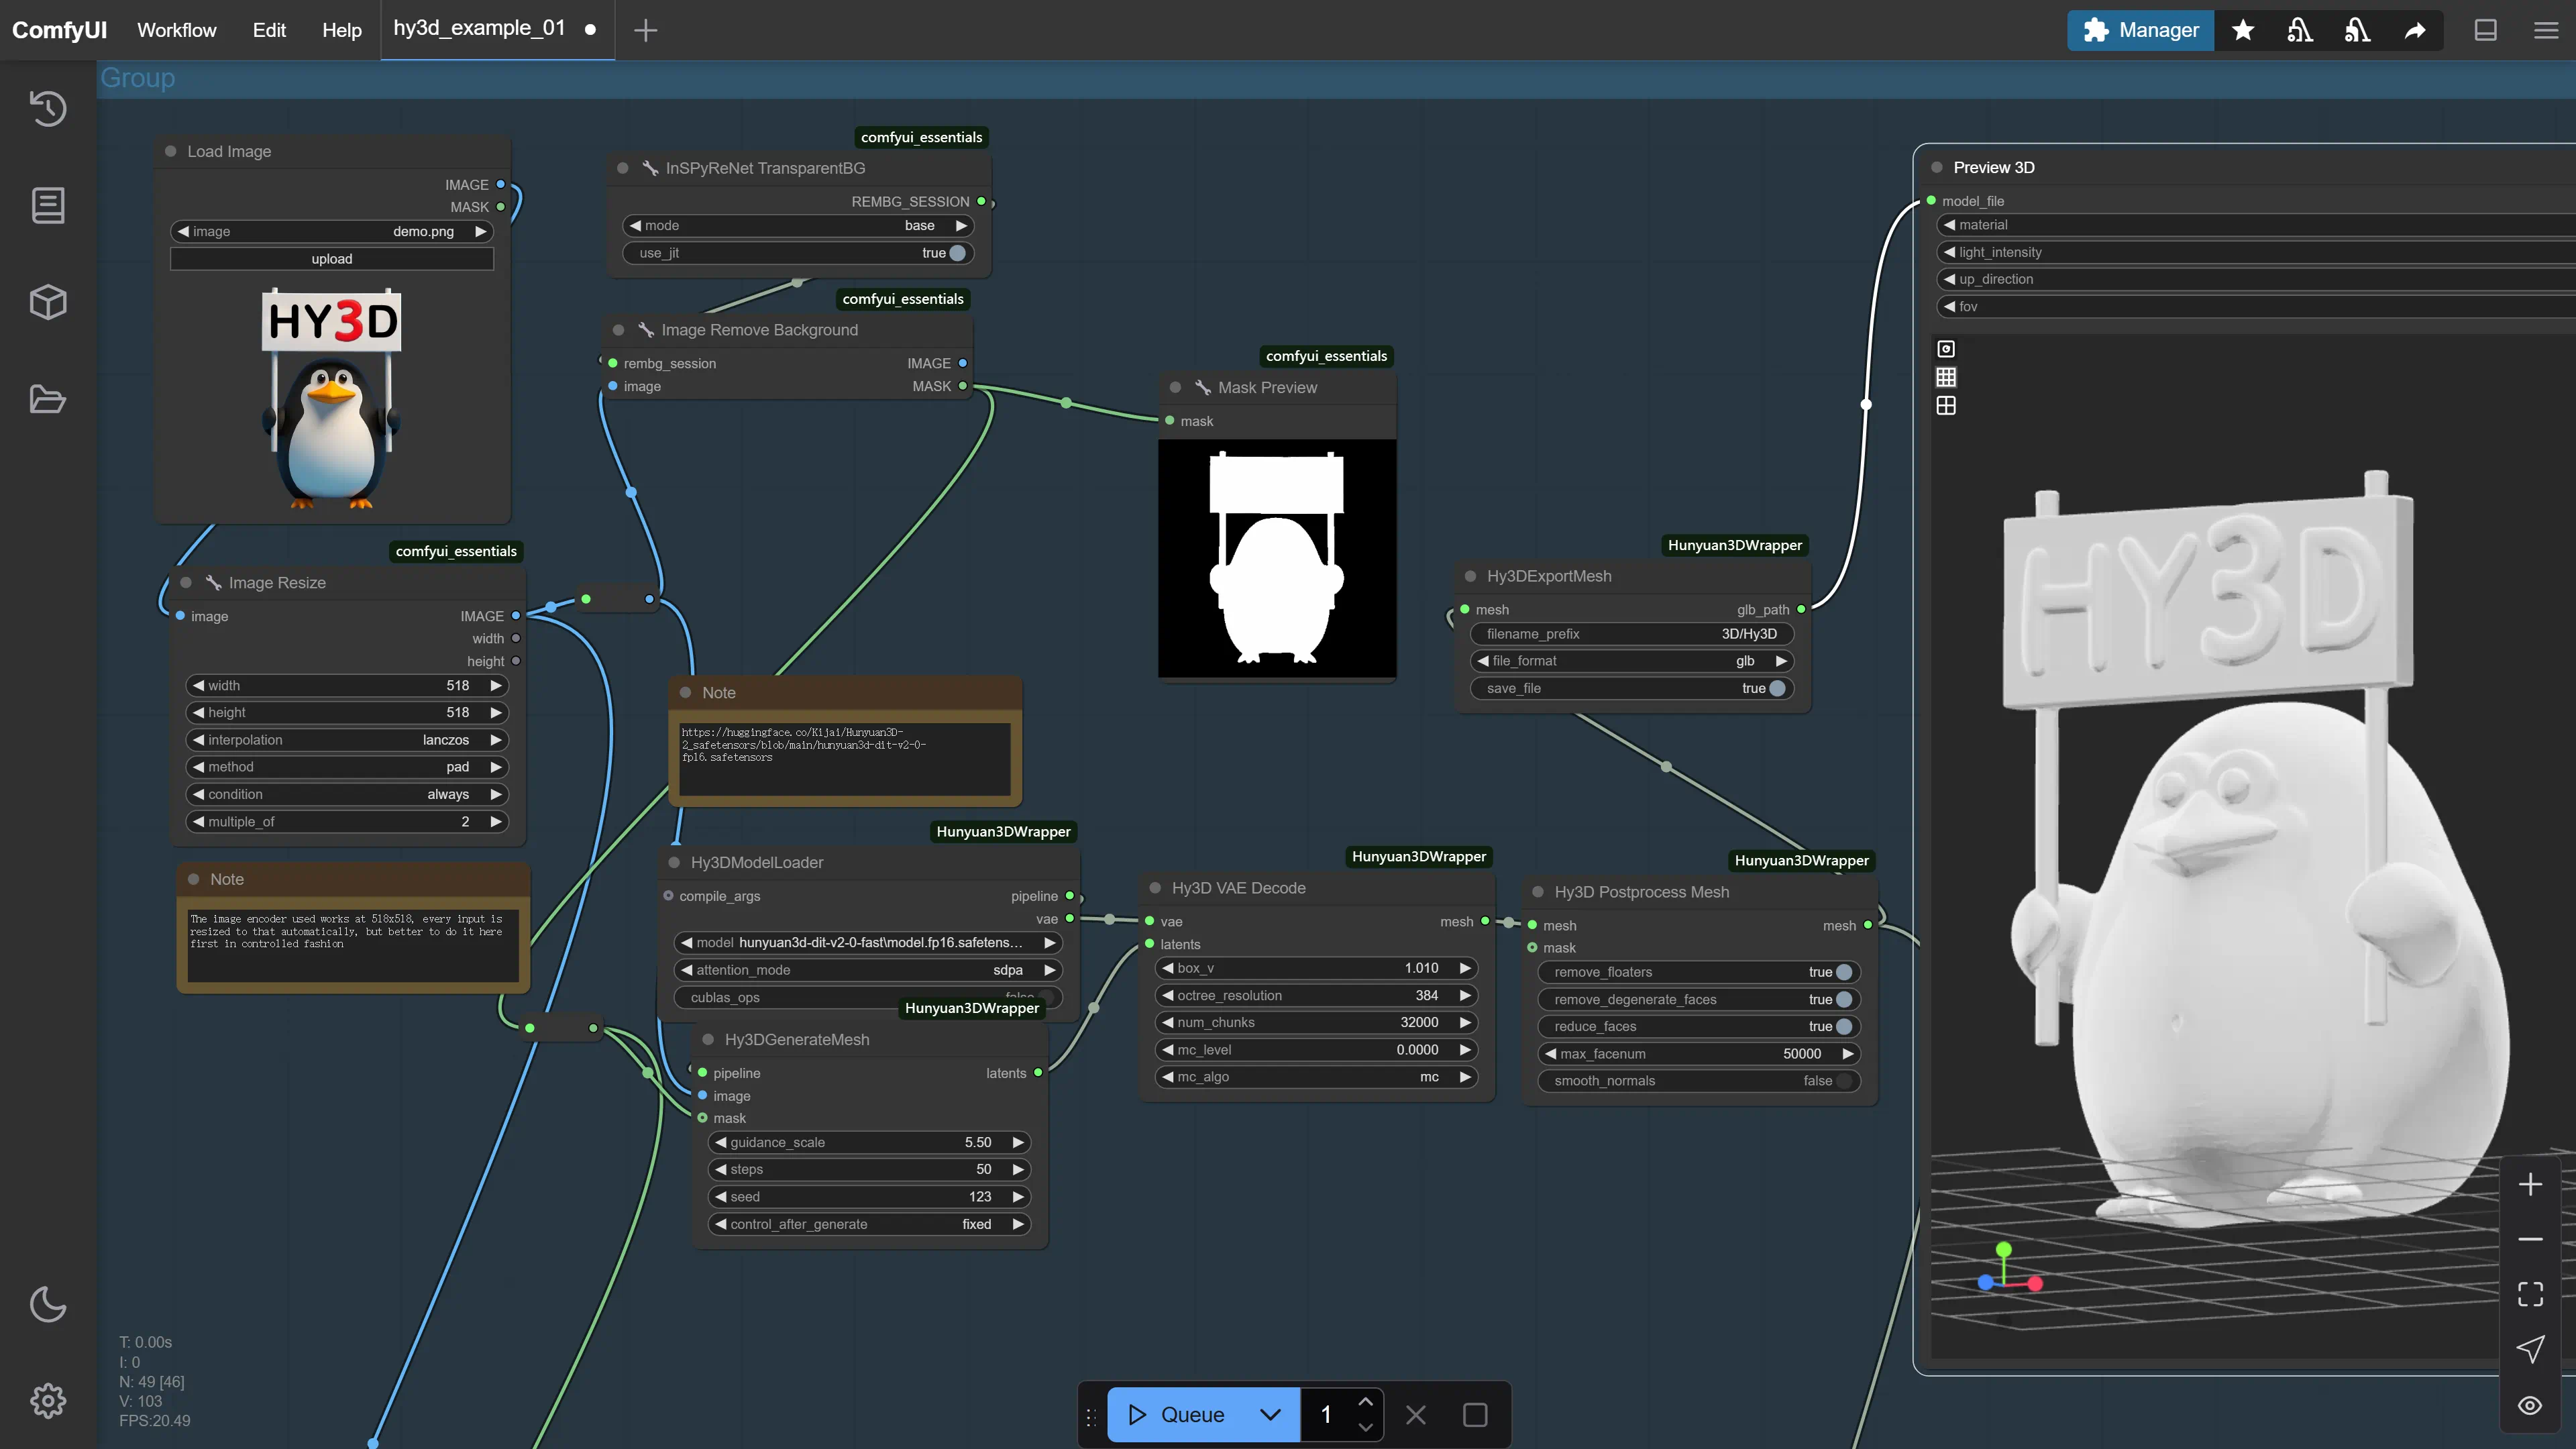 ComfyUI Workflow Edit Help hy3d_example_01 Manager
Group
Load Image
IMAGE
MASK
image demo.png
upload
HY3D
comfyui_essentials
InSPyReNet TransparentBG
REMBG_SESSION
mode base
use_jit true
comfyui_essentials
Image Remove Background
rembg_session IMAGE
image MASK
comfyui_essentials
Mask Preview
mask
comfyui_essentials
Image Resize
image IMAGE
width
height
width 518
height 518
interpolation lanczos
method pad
condition always
multiple_of 2
Note
The image encoder used works at 518x518, every input is
resized to that automatically, but better to do it here
first in controlled fashion
Note
https://huggingface.co/Kijai/Hunyuan3D-
2_safetensors/blob/main/hunyuan3d-dit-v2-0-
fp16.safetensors
Hunyuan3DWrapper
Hy3DModelLoader
compile_args pipeline
vae
model hunyuan3d-dit-v2-0-fast\model.fp16.safetens...
attention_mode sdpa
cublas_ops false
Hunyuan3DWrapper
Hy3DGenerateMesh
pipeline latents
image
mask
guidance_scale 5.50
steps 50
seed 123
control_after_generate fixed
Hunyuan3DWrapper
Hy3D VAE Decode
vae mesh
latents
box_v 1.010
octree_resolution 384
num_chunks 32000
mc_level 0.0000
mc_algo mc
Hunyuan3DWrapper
Hy3DExportMesh
mesh glb_path
filename_prefix 3D/Hy3D
file_format glb
save_file true
Hunyuan3DWrapper
Hy3D Postprocess Mesh
mesh mesh
mask
remove_floaters true
remove_degenerate_faces true
reduce_faces true
max_facenum 50000
smooth_normals false
Preview 3D
model_file
material
light_intensity
up_direction
fov
HY3D
T: 0.00s
I: 0
N: 49 [46]
V: 103
FPS:20.49
Queue 1